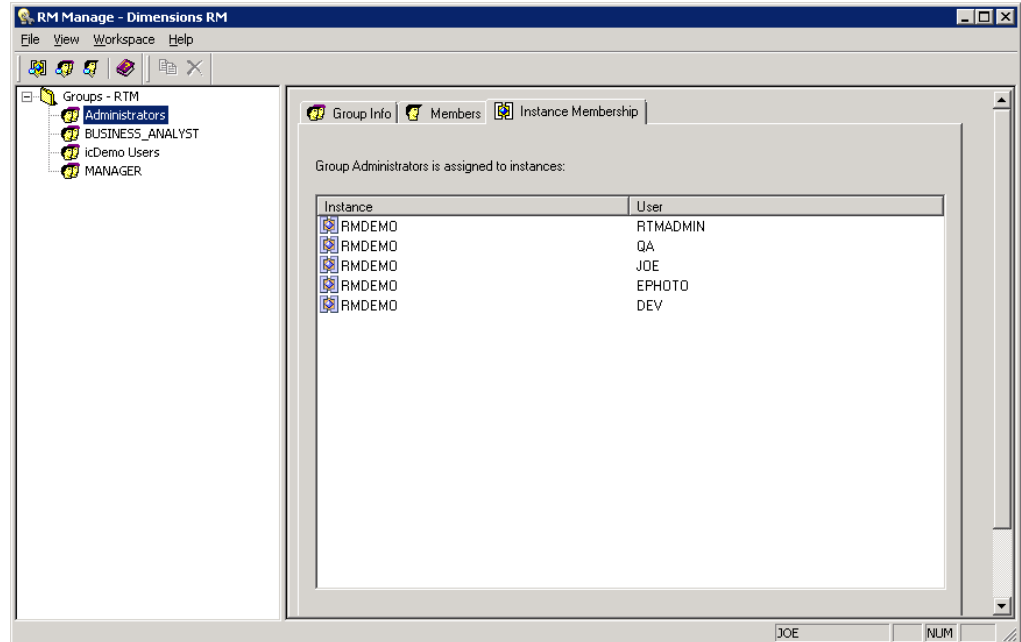 RM Manage - Dimensions RM
File View Workspace Help
Groups - RTM
Administrators
BUSINESS_ANALYST
icDemo Users
MANAGER
Group Info Members Instance Membership
Group Administrators is assigned to instances:
Instance User
RMDEMO RTMADMIN
RMDEMO QA
RMDEMO JOE
RMDEMO EPHOTO
RMDEMO DEV
JOE NUM